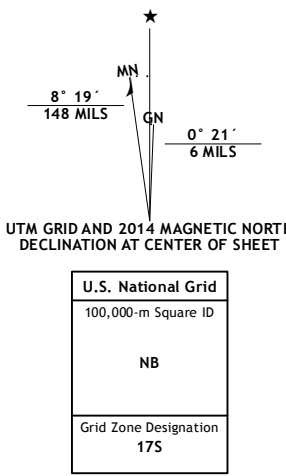 ★
MN
GN
8° 19´
148 MILS
0° 21´
6 MILS
UTM GRID AND 2014 MAGNETIC NORTH
DECLINATION AT CENTER OF SHEET
U.S. National Grid
100,000-m Square ID
NB
Grid Zone Designation
17S